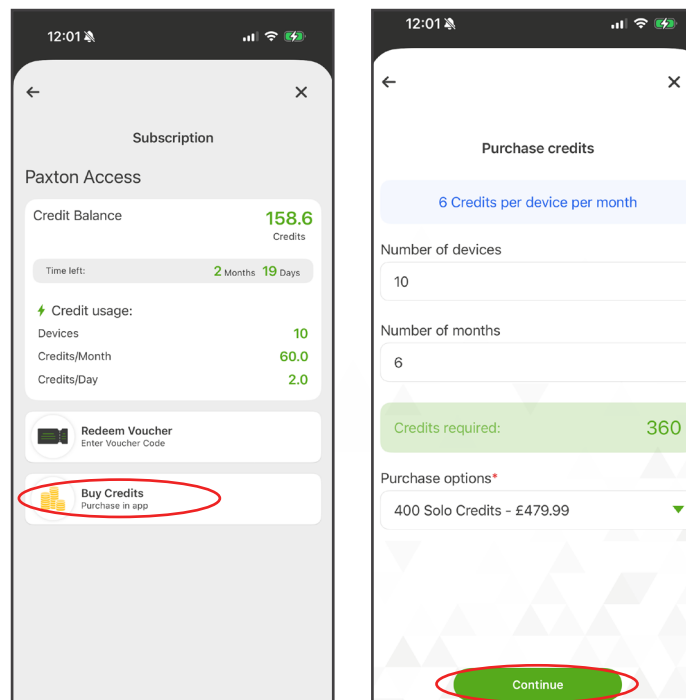 12:01
Subscription
Paxton Access
Credit Balance
158.6
Credits
Time left:
2 Months 19 Days
Credit usage:
Devices
10
Credits/Month
60.0
Credits/Day
2.0
Redeem Voucher
Enter Voucher Code
Buy Credits
Purchase in app
12:01
Purchase credits
6 Credits per device per month
Number of devices
10
Number of months
6
Credits required:
360
Purchase options*
400 Solo Credits - £479.99
Continue